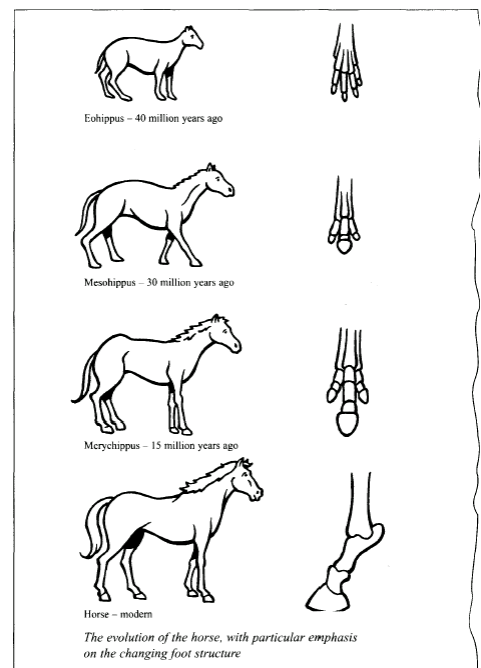 Eohippus – 40 million years ago
Mesohippus – 30 million years ago
Merychippus – 15 million years ago
Horse – modern
The evolution of the horse, with particular emphasis
on the changing foot structure